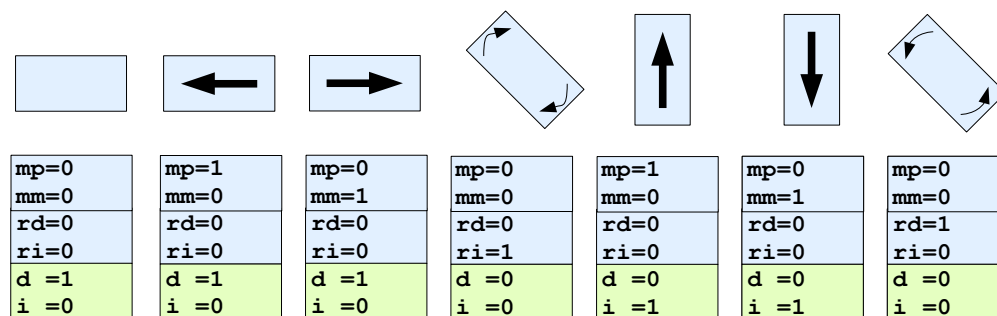 mp=0
mm=0
rd=0
ri=0
d =1
i =0
mp=1
mm=0
rd=0
ri=0
d =1
i =0
mp=0
mm=1
rd=0
ri=0
d =1
i =0
mp=0
mm=0
rd=0
ri=1
d =0
i =0
mp=1
mm=0
rd=0
ri=0
d =0
i =1
mp=0
mm=1
rd=0
ri=0
d =0
i =1
mp=0
mm=0
rd=1
ri=0
d =0
i =0